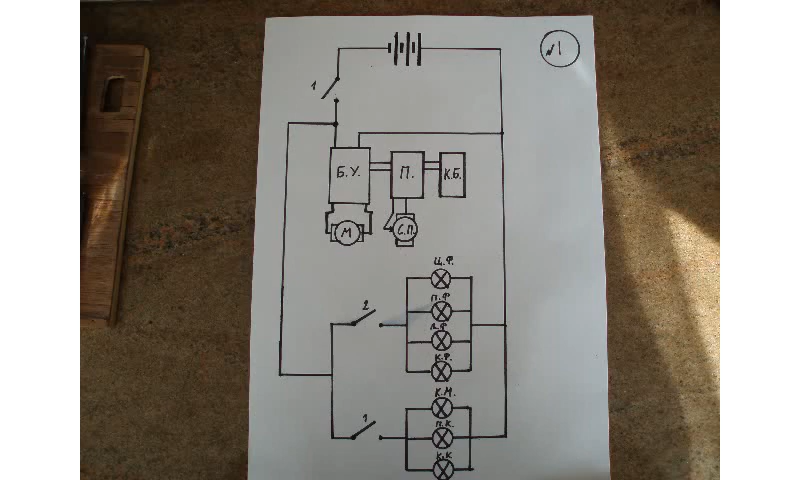 №1
1
Б.У.
П.
К.Б.
М
С.П.
Ц.Ф.
2
П.Ф
Л.Ф
К.Р.
К.М.
1
П.К.
К.К